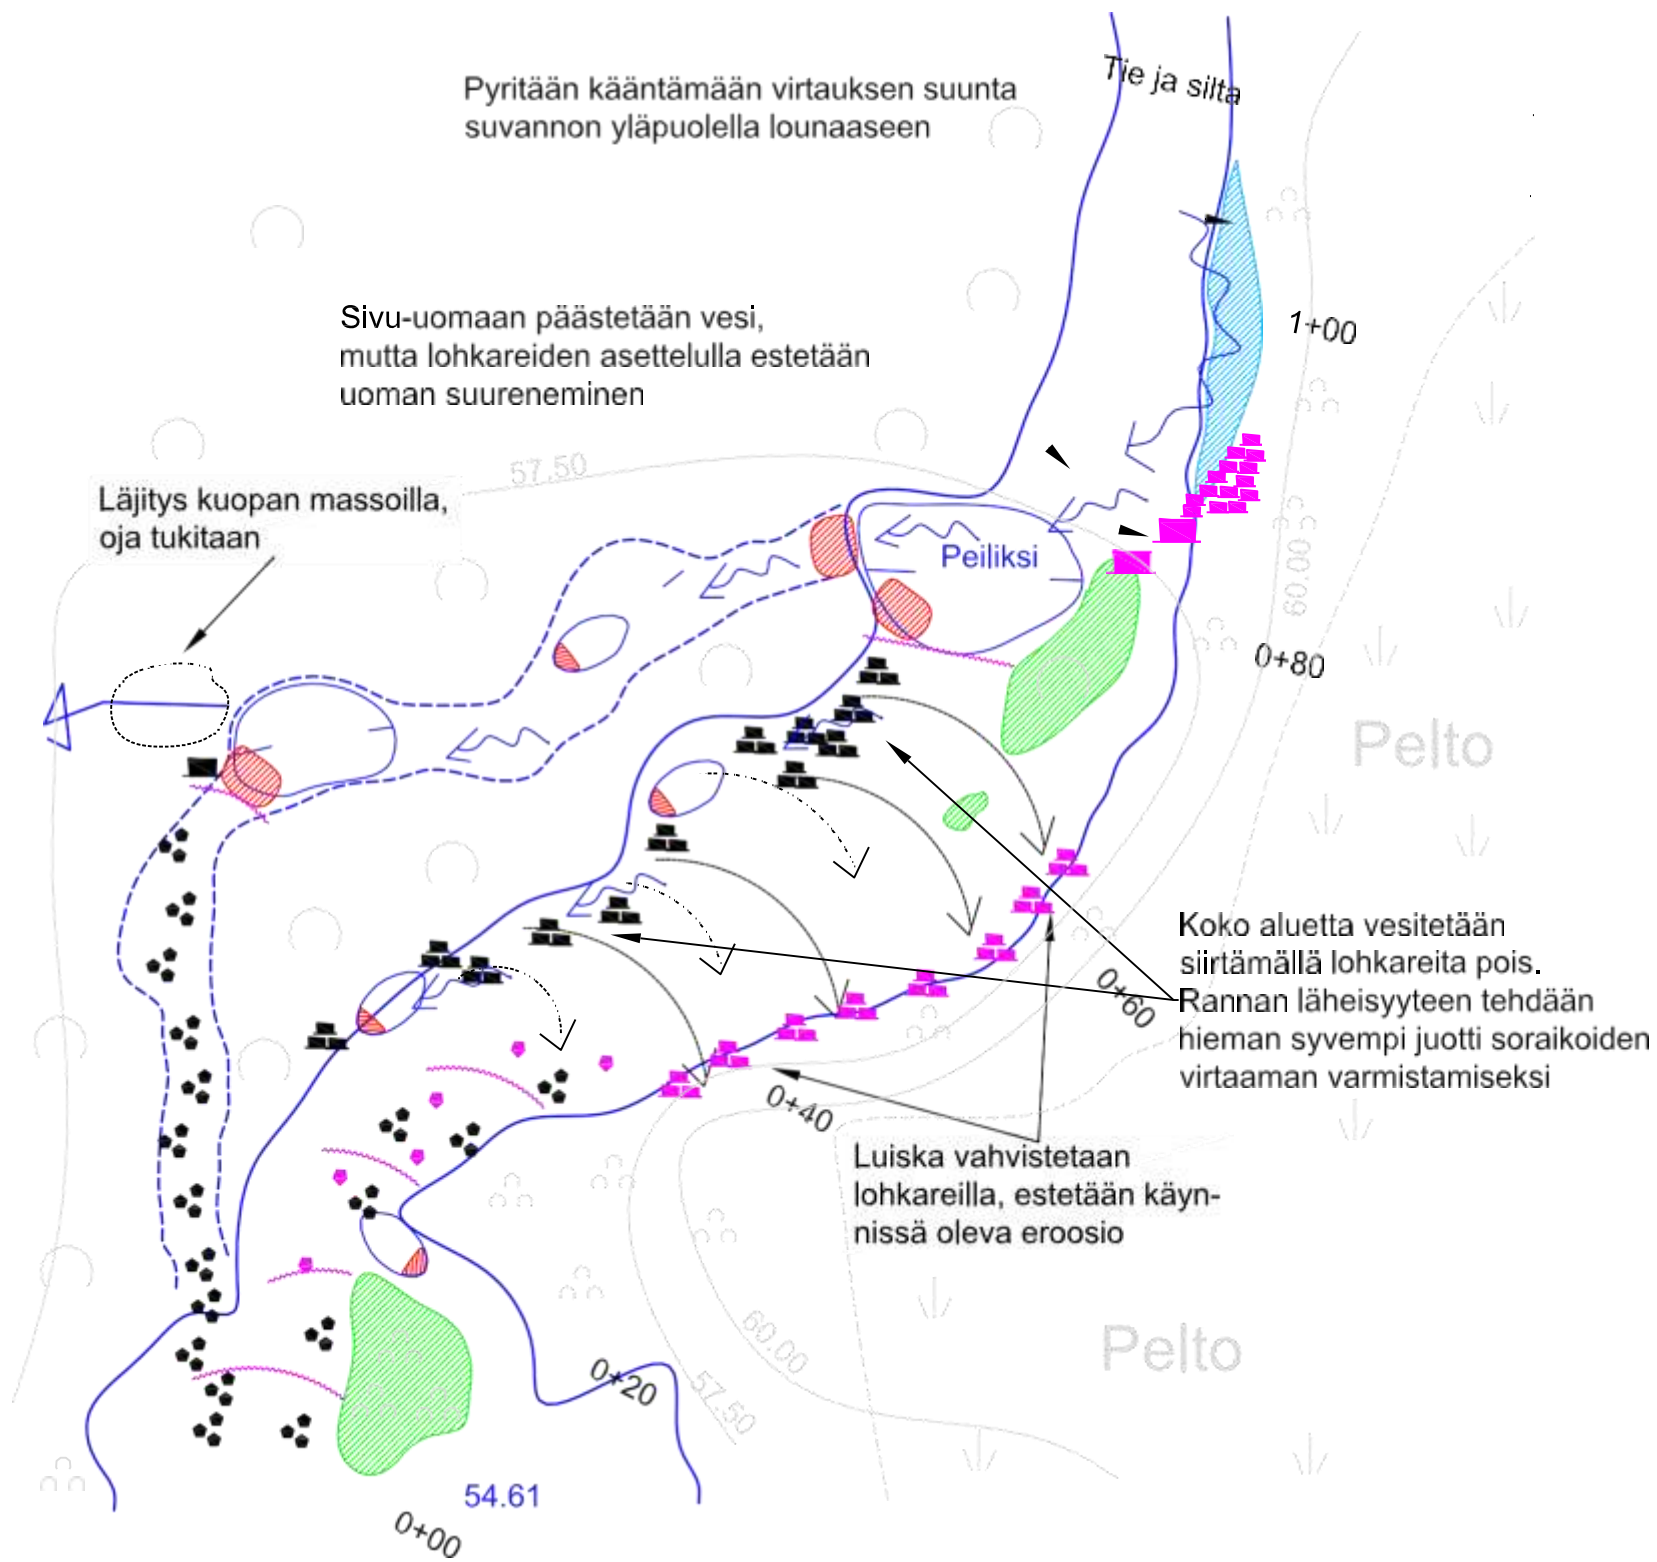 Tie ja silta
Pyritään kääntämään virtauksen suunta
suvannon yläpuolella lounaaseen
Sivu-uomaan päästetään vesi,
mutta lohkareiden asettelulla estetään
uoman suureneminen
1+00
57.50
Läjitys kuopan massoilla,
oja tukitaan
Peiliksi
60.00
0+80
Pelto
Koko aluetta vesitetään
siirtämällä lohkareita pois.
Rannan läheisyyteen tehdään
hieman syvempi juotti soraikoiden
virtaaman varmistamiseksi
0+60
0+40
Luiska vahvistetaan
lohkareilla, estetään käyn-
nissä oleva eroosio
60.00
Pelto
0+20
57.50
54.61
0+00